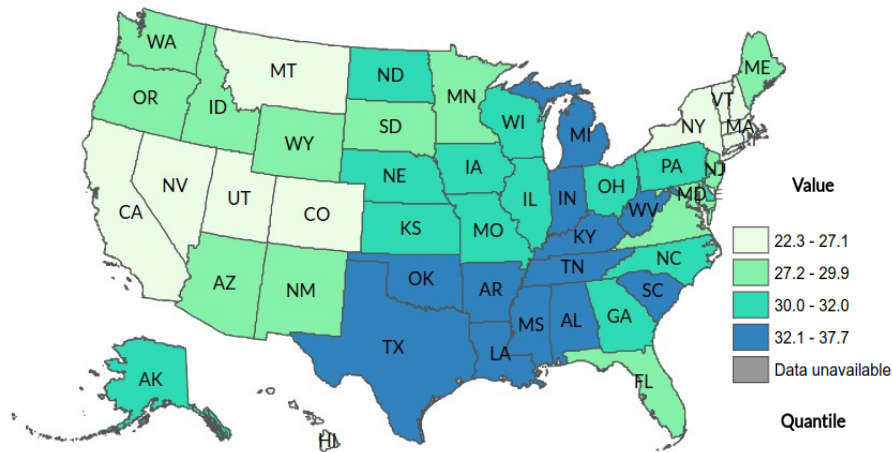 WA
MT
ND
MN
ME
OR
ID
SD
WI
VT
NY
MA
MI
WY
PA
NJ
IA
NE
OH
MD
NV
UT
IL
IN
CA
CO
WV
KS
MO
KY
NC
TN
OK
AZ
NM
AR
SC
MS
AL
GA
TX
LA
AK
FL
HI
Value
22.3 - 27.1
27.2 - 29.9
30.0 - 32.0
32.1 - 37.7
Data unavailable
Quantile